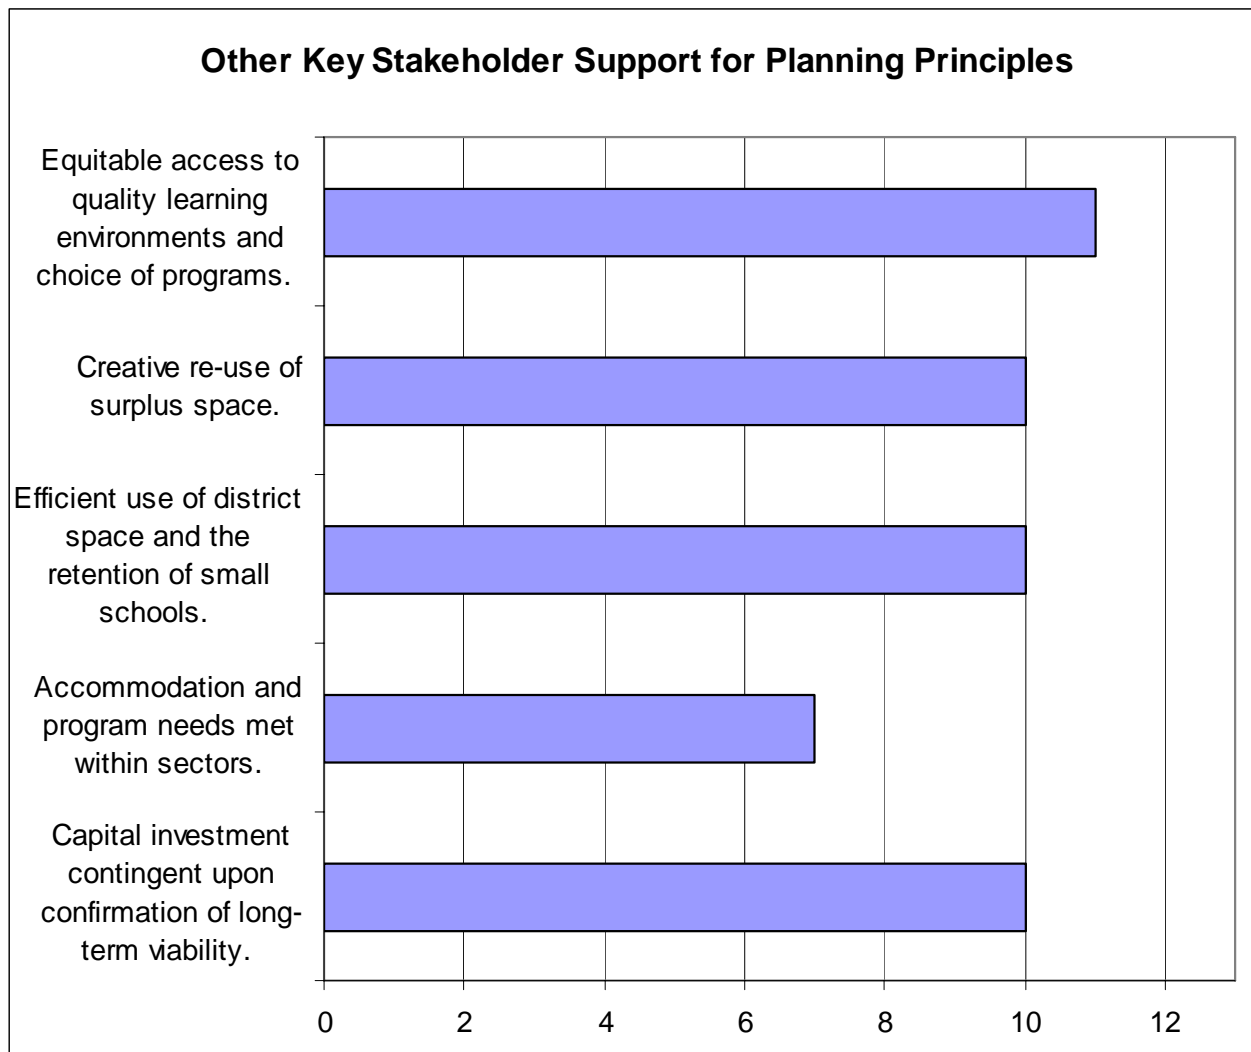 Other Key Stakeholder Support for Planning Principles
Equitable access to
quality learning
environments and
choice of programs.
Creative re-use of
surplus space.
Efficient use of district
space and the
retention of small
schools.
Accommodation and
program needs met
within sectors.
Capital investment
contingent upon
confirmation of long-
term viability.
0 2 4 6 8 10 12